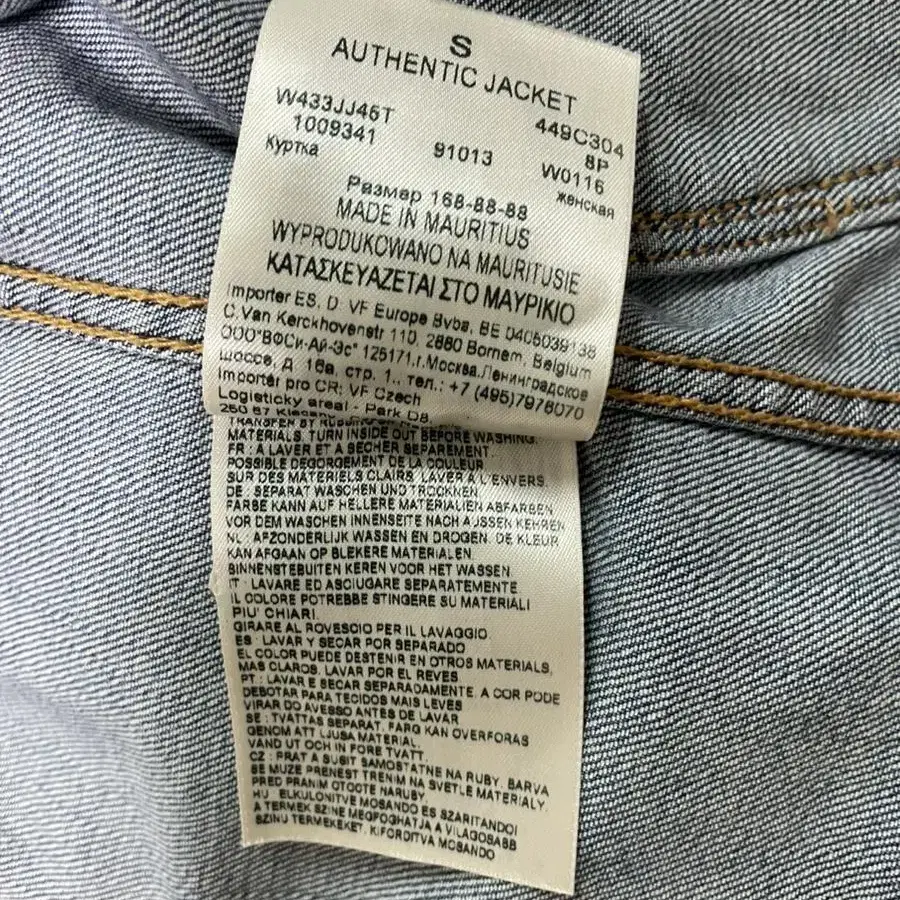 S
AUTHENTIC JACKET
W433JJ45T 449C304
1009341 91013 8P
Куртка W0116
женская
Размар 168-88-88
MADE IN MAURITIUS
WYPRODUKOWANO NA MAURITUSIE
ΚΑΤΑΣΚΕΥΑΖΕΤΑΙ ΣΤΟ ΜΑΥΡΙΚΙΟ
Importer ES. D. VF Europe Bvba, BE 0405039138
C.Van Kerckhovenstr 110, 2880 Bornem, Belgium
ООО"ВФСи-Ай-Эс" 125171,г.Москва.Ленинградское
шоссе, д 16а, стр. 1., тел.: +7 (495)7976070
Importér pro CR: VF Czech
Logisticky areal - Park D8
250 67
TRANSFER BY
MATERIALS. TURN INSIDE OUT BEFORE WASHING.
FR : A LAVER ET A SECHER SEPAREMENT.
POSSIBLE DEGORGEMENT DE LA COULEUR
SUR DES MATERIELS CLAIRS. LAVER A L'ENVERS.
DE : SEPARAT WASCHEN UND TROCKNEN
FARBE KANN AUF HELLERE MATERIALIEN ABFARBEN
VOR DEM WASCHEN INNENSEITE NACH AUSSEN KEHREN
NL : AFZONDERLIJK WASSEN EN DROGEN. DE KLEUR
KAN AFGAAN OP BLEKERE MATERIALEN
BINNENSTEBUITEN KEREN VOOR HET WASSEN
IT : LAVARE ED ASCIUGARE SEPARATEMENTE
IL COLORE POTREBBE STINGERE SU MATERIALI
PIU' CHIARI.
GIRARE AL ROVESCIO PER IL LAVAGGIO.
ES : LAVAR Y SECAR POR SEPARADO
EL COLOR PUEDE DESTENIR EN OTROS MATERIALS.
MAS CLAROS. LAVAR POR EL REVES
PT : LAVAR E SECAR SEPARADAMENTE. A COR PODE
DEBOTAR PARA TECIDOS MAIS LEVES
VIRAR DO AVESSO ANTES DE LAVAR
SE : TVATTAS SEPARAT. FARG KAN OVERFORAS
GENOM ATT LJUSA MATERIAL.
VAND UT OCH IN FORE TVATT.
CZ : PRAT A SUSIT SAMOSTATNE NA RUBY. BARVA
SE MUZE PRENEST TRENIM NA SVETLE MATERIALY.
PRED PRANIM OTOCTE NARUBY
HU : ELKULONITVE MOSANDO ES SZARITANDO!
A TERMEK SZINE MEGFOGHATJA A VILAGOSABB
SZINU TERMEKEKET. KIFORDITVA MOSANDO